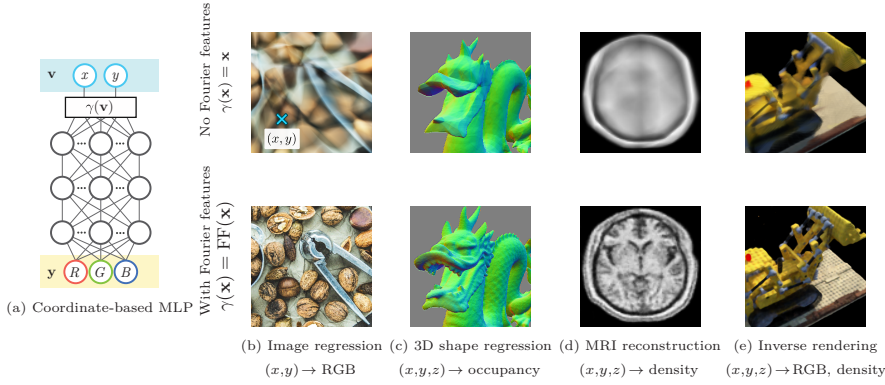 v
x y
γ(v)
··· ···
··· ···
··· ···
y R G B
(a) Coordinate-based MLP
No Fourier features
γ(x) = x
With Fourier features
γ(x) = FF(x)
(x, y)
(b) Image regression
(x,y)→ RGB
(c) 3D shape regression
(x,y,z)→ occupancy
(d) MRI reconstruction
(x,y,z)→ density
(e) Inverse rendering
(x,y,z)→RGB, density